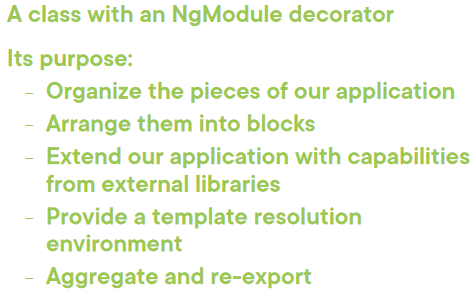 A class with an NgModule decorator
Its purpose:
- Organize the pieces of our application
- Arrange them into blocks
- Extend our application with capabilities
from external libraries
- Provide a template resolution
environment
- Aggregate and re-export